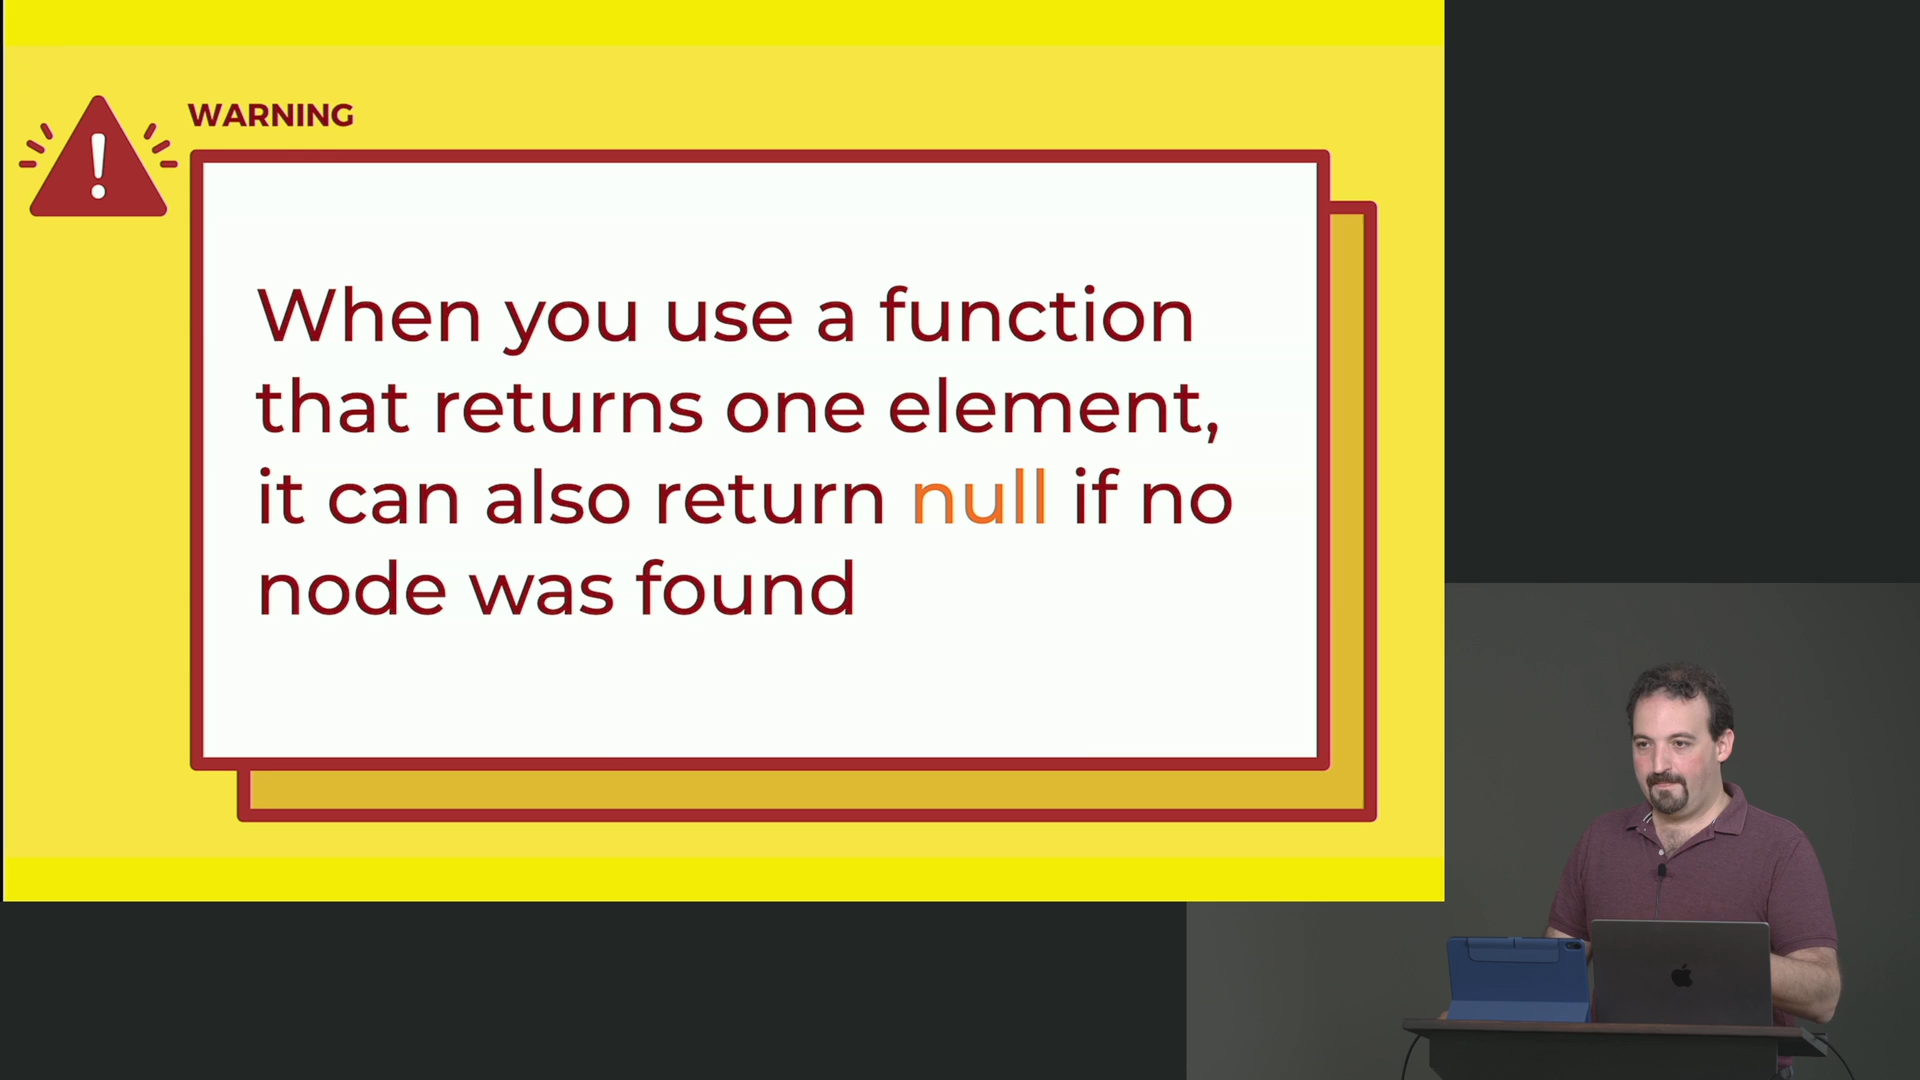 WARNING
When you use a function
that returns one element,
it can also return null if no
node was found